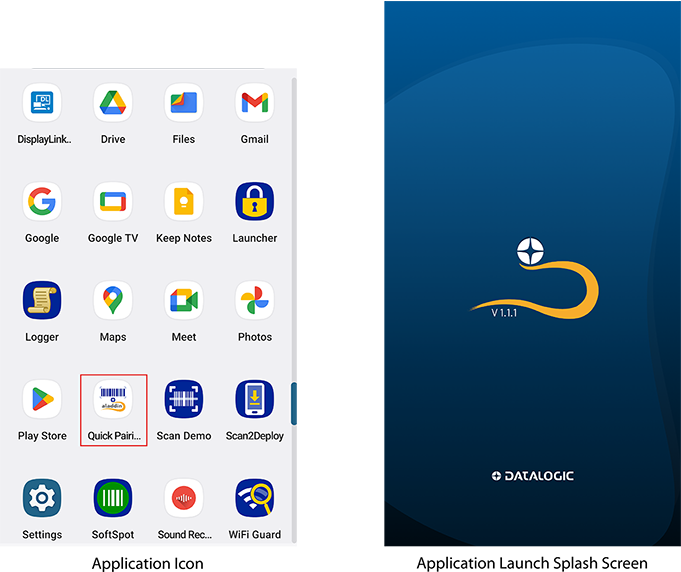 DL
DisplayLink..
Drive
Files
Gmail
Google
Google TV
Keep Notes
Launcher
Logger
Maps
Meet
Photos
Play Store
aladdin
Quick Pairi...
Scan Demo
Scan2Deploy
Settings
SoftSpot
Sound Rec...
WiFi Guard
Application Icon
V 1.1.1
DATALOGIC
Application Launch Splash Screen